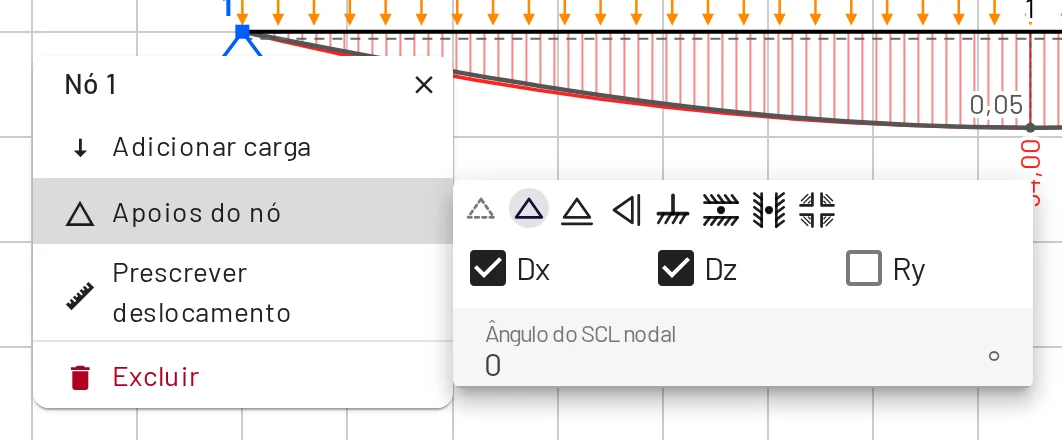 1
1
Nó 1
0,05
Adicionar carga
Apoios do nó
Dx
Dz
Ry
Prescrever
deslocamento
Ângulo do SCL nodal
0
°
Excluir